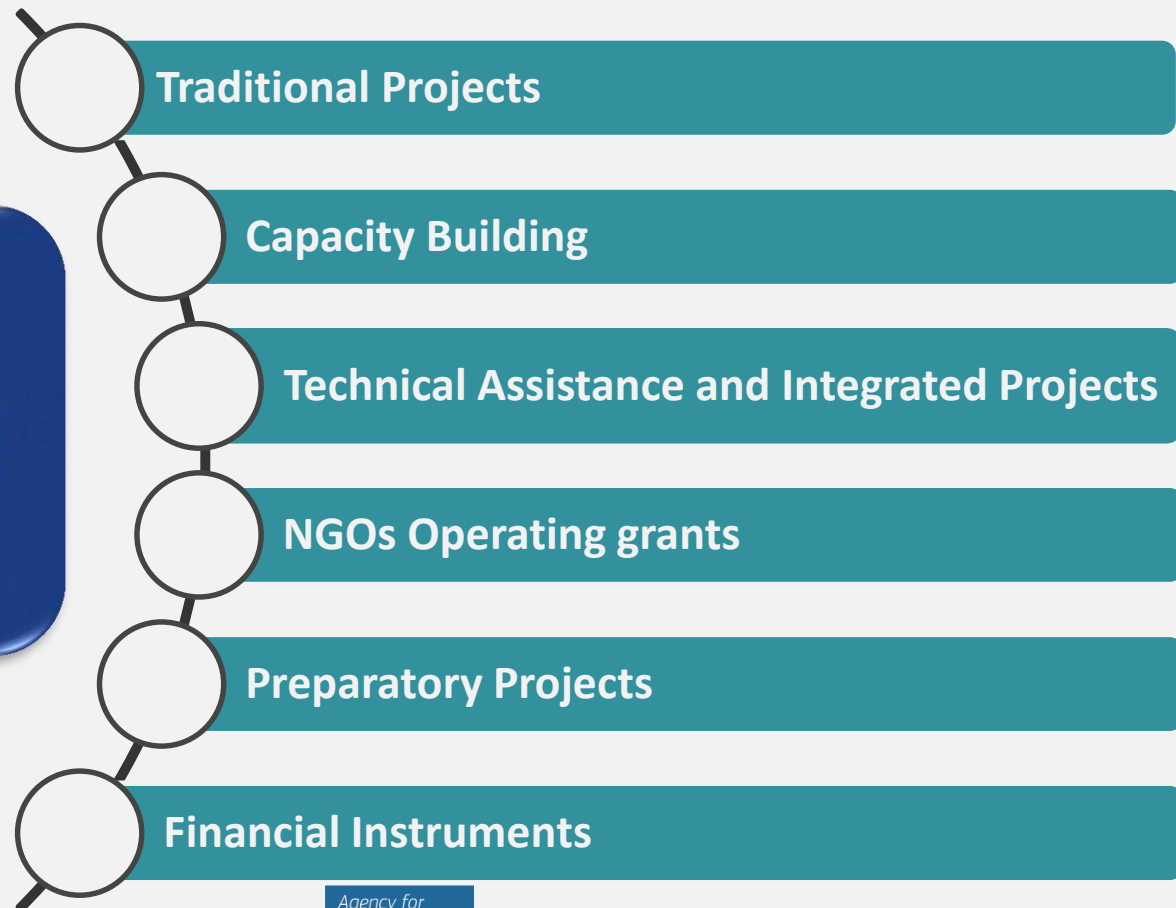 Traditional Projects
Capacity Building
Technical Assistance and Integrated Projects
NGOs Operating grants
Preparatory Projects
Financial Instruments
Agency for